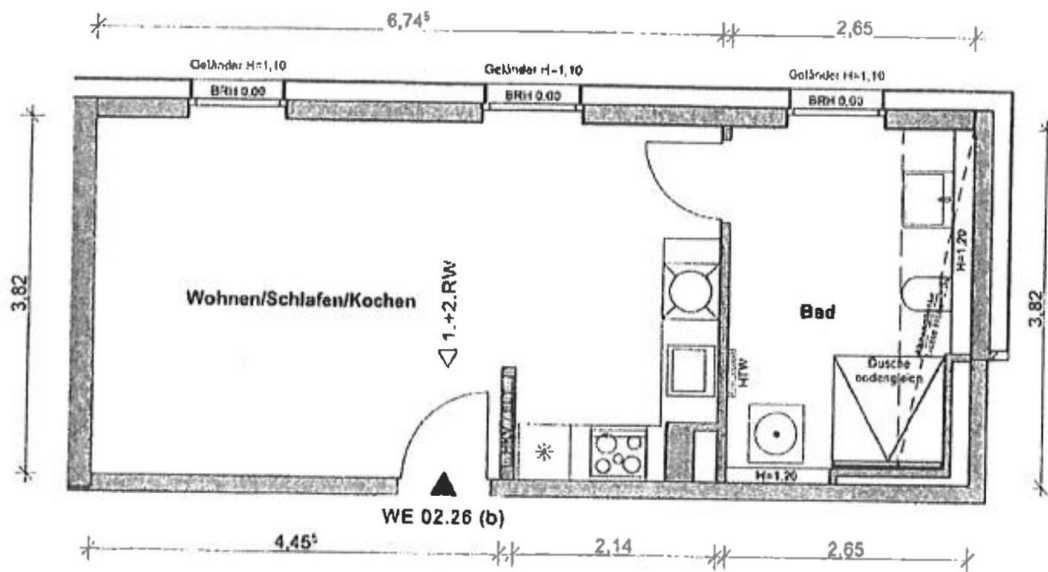 6,74⁵ 2,65
Geländer H=1,10 Geländer H=1,10 Geländer H=1,10
BRH 0.00 BRH 0.00 BRH 0.00
3,82
Wohnen/Schlafen/Kochen
1.+2.RW
Bad
H=1,20
3,82
HTW
Dusche
bodengleich
H=1,20
WE 02.26 (b)
4,45⁵ 2,14 2,65